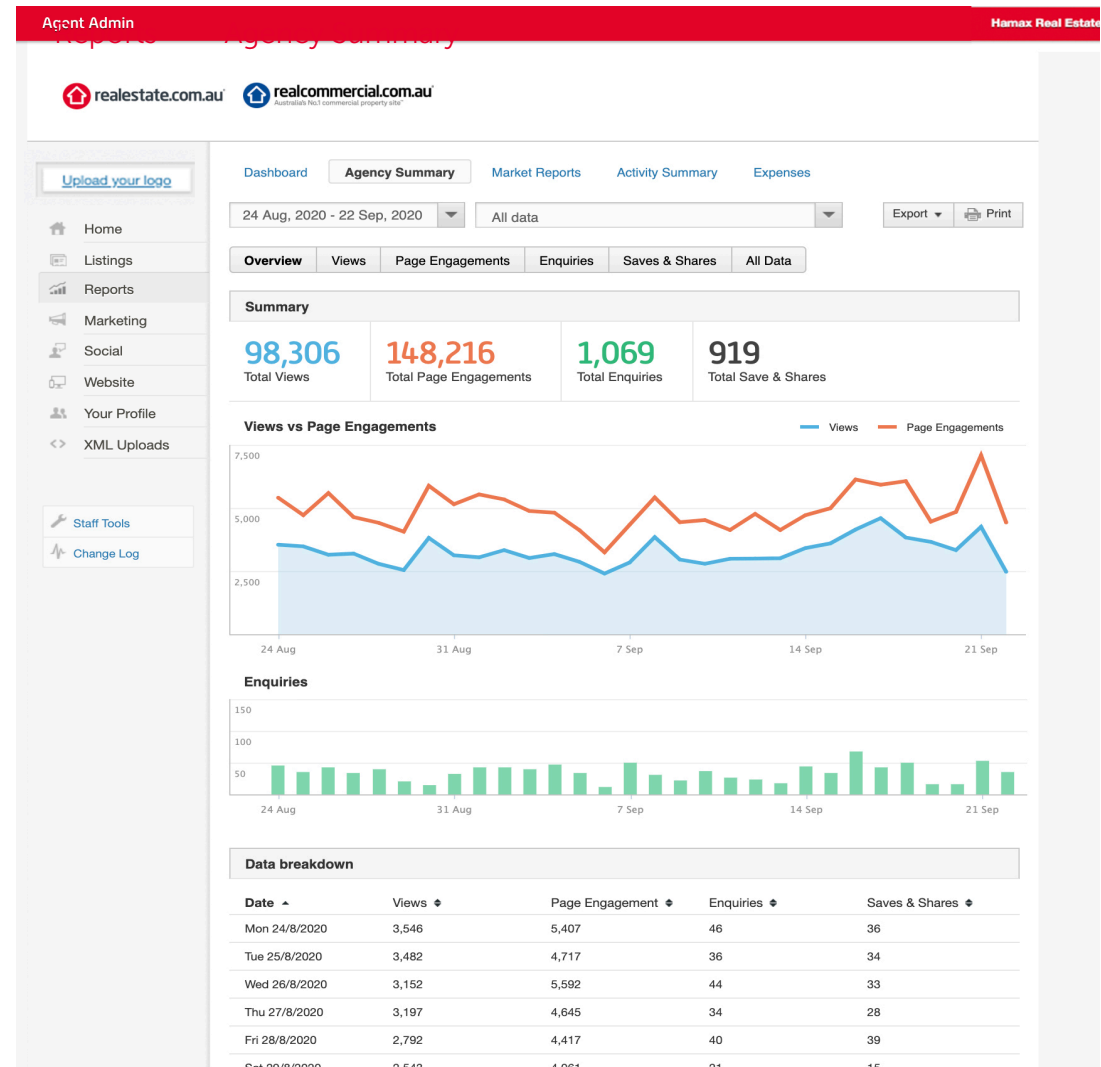 Agent Admin
Hamax Real Estate
Reports Agency Summary
realestate.com.au
realcommercial.com.au
Australia's No.1 commercial property site
Upload your logo
Home
Listings
Reports
Marketing
Social
Website
Your Profile
XML Uploads
Staff Tools
Change Log
Dashboard Agency Summary Market Reports Activity Summary Expenses
24 Aug, 2020 - 22 Sep, 2020 All data Export Print
Overview Views Page Engagements Enquiries Saves & Shares All Data
Summary
98,306 148,216 1,069 919
Total Views Total Page Engagements Total Enquiries Total Save & Shares
Views vs Page Engagements Views Page Engagements
7,500
5,000
2,500
24 Aug 31 Aug 7 Sep 14 Sep 21 Sep
Enquiries
150
100
50
24 Aug 31 Aug 7 Sep 14 Sep 21 Sep
Data breakdown
Date Views Page Engagement Enquiries Saves & Shares
Mon 24/8/2020 3,546 5,407 46 36
Tue 25/8/2020 3,482 4,717 36 34
Wed 26/8/2020 3,152 5,592 44 33
Thu 27/8/2020 3,197 4,645 34 28
Fri 28/8/2020 2,792 4,417 40 39